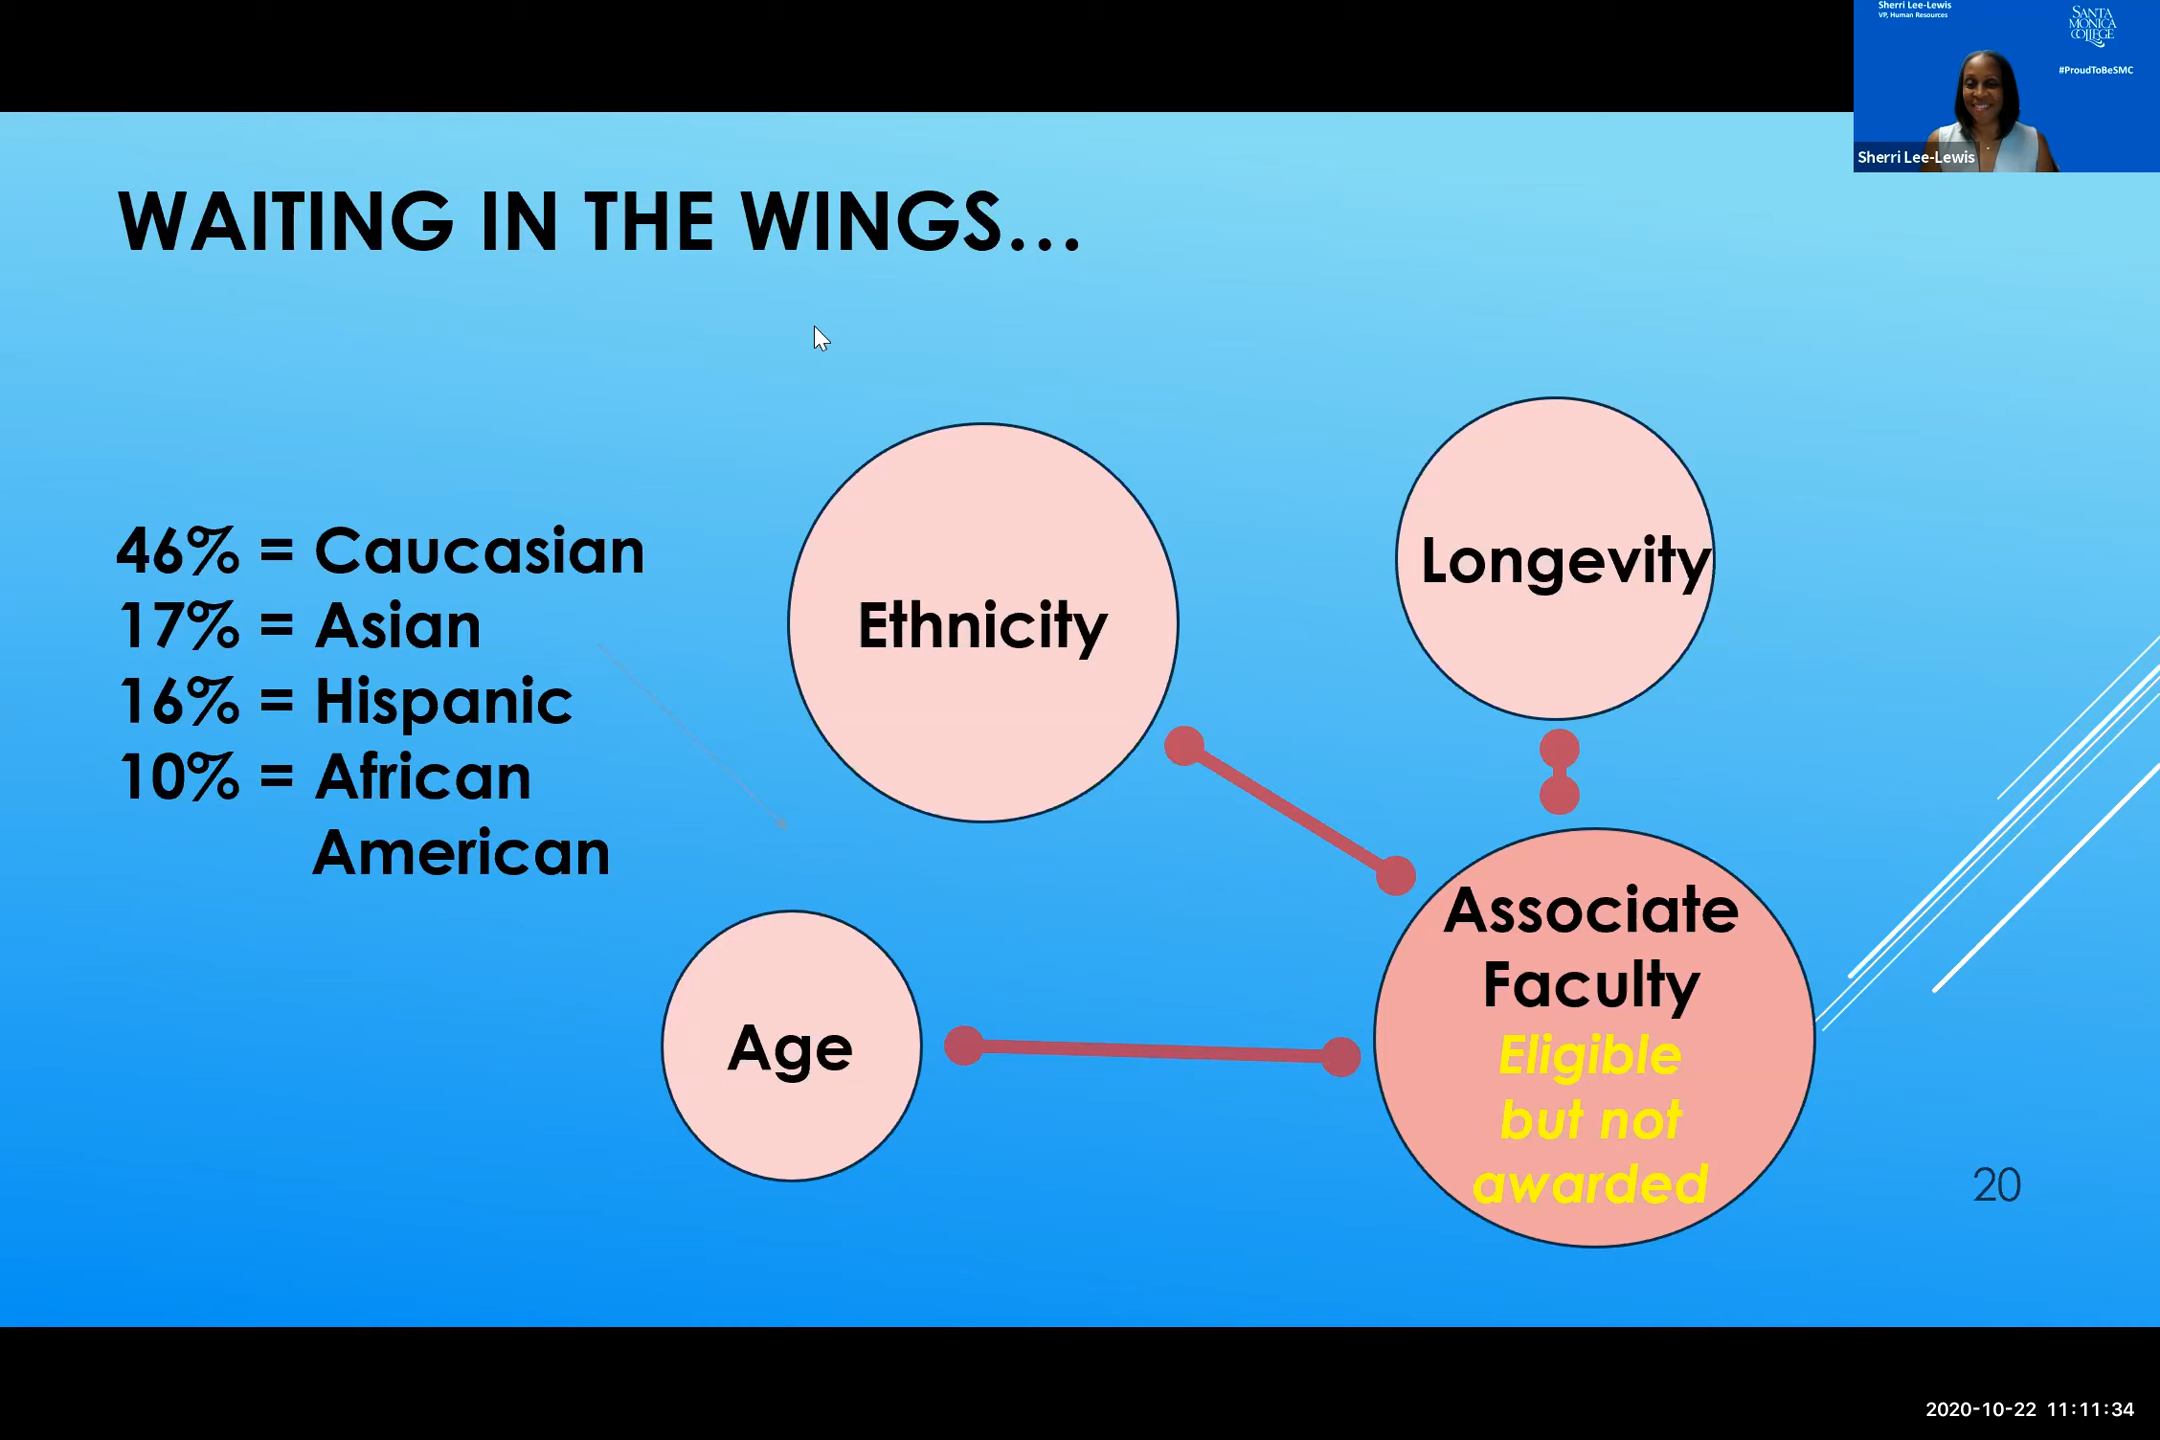 Sherri Lee-Lewis
VP, Human Resources
SANTA
MONICA
COLLEGE
#ProudToBeSMC
Sherri Lee-Lewis
WAITING IN THE WINGS...
46% = Caucasian
17% = Asian
16% = Hispanic
10% = African
American
Ethnicity
Longevity
Age
Associate
Faculty
Eligible
but not
awarded
20
2020-10-22 11:11:34